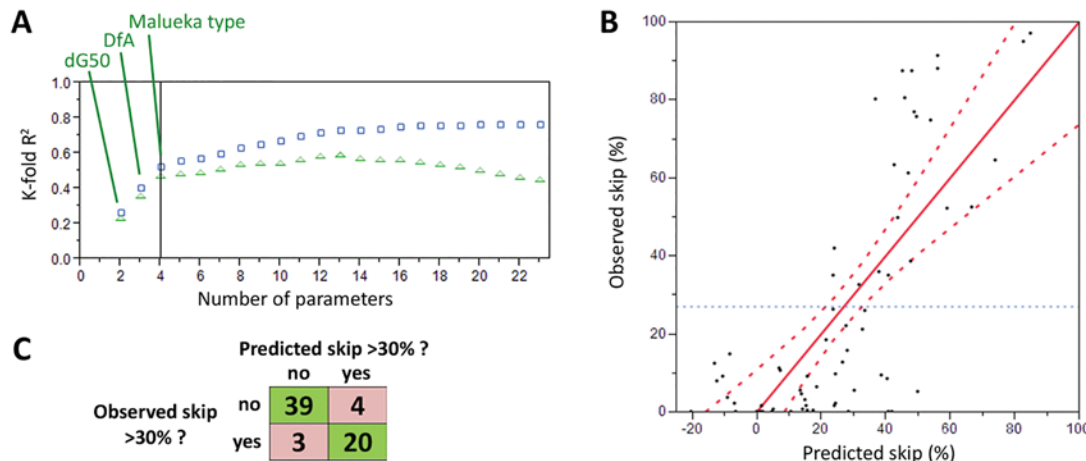 A
Malueka type
DfA
dG50
K-fold R²
1.0
0.8
0.6
0.4
0.2
0.0
0 2 4 6 8 10 12 14 16 18 20 22
Number of parameters
B
Observed skip (%)
100
80
60
40
20
0
-20 0 20 40 60 80 100
Predicted skip (%)
C
Predicted skip >30% ?
no yes
Observed skip
>30% ?
no 39 4
yes 3 20